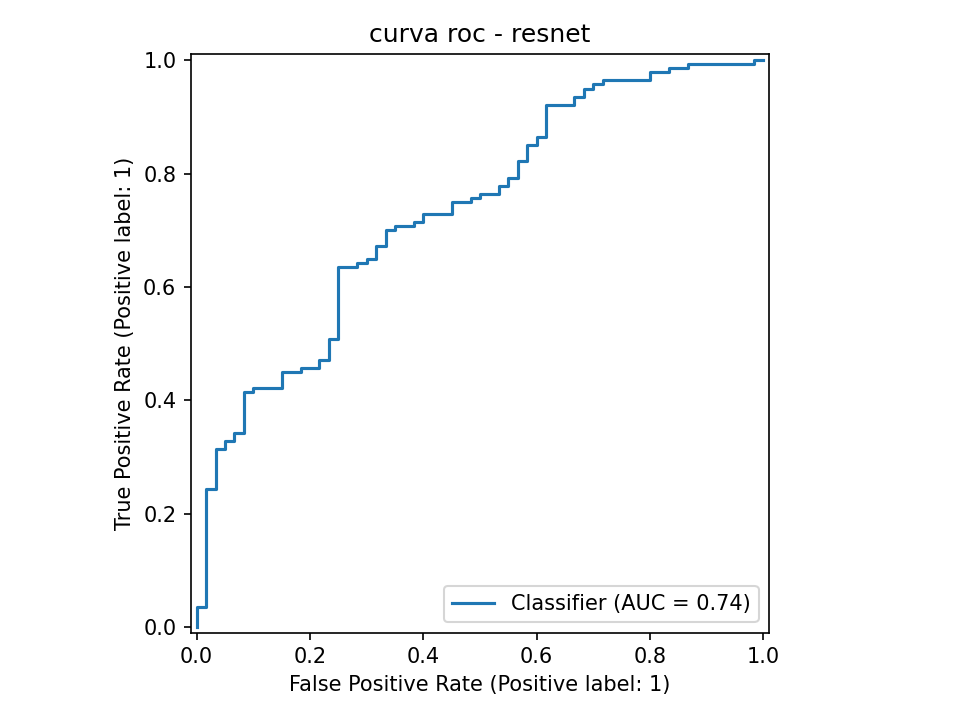 curva roc - resnet
1.0
0.8
0.6
0.4
0.2
0.0
True Positive Rate (Positive label: 1)
Classifier (AUC = 0.74)
0.0 0.2 0.4 0.6 0.8 1.0
False Positive Rate (Positive label: 1)